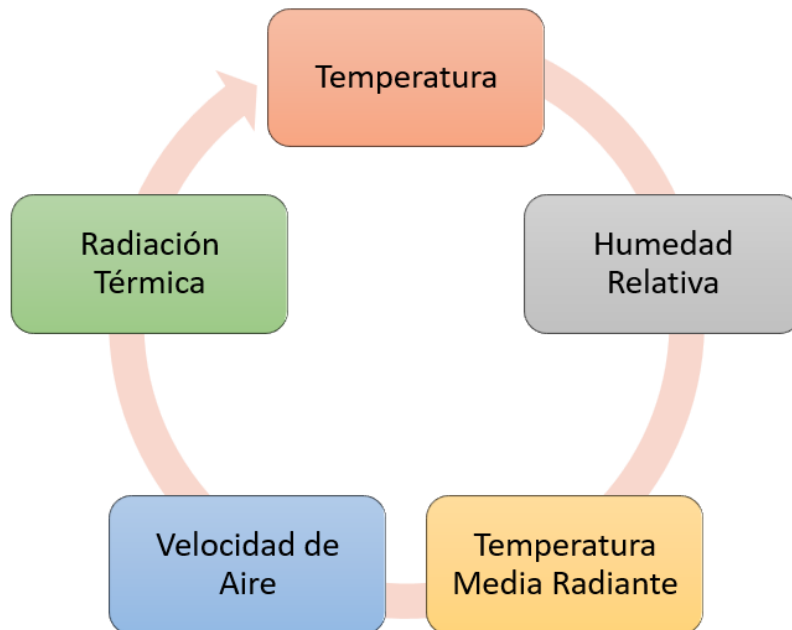 Temperatura
Humedad
Relativa
Temperatura
Media Radiante
Velocidad de
Aire
Radiación
Térmica